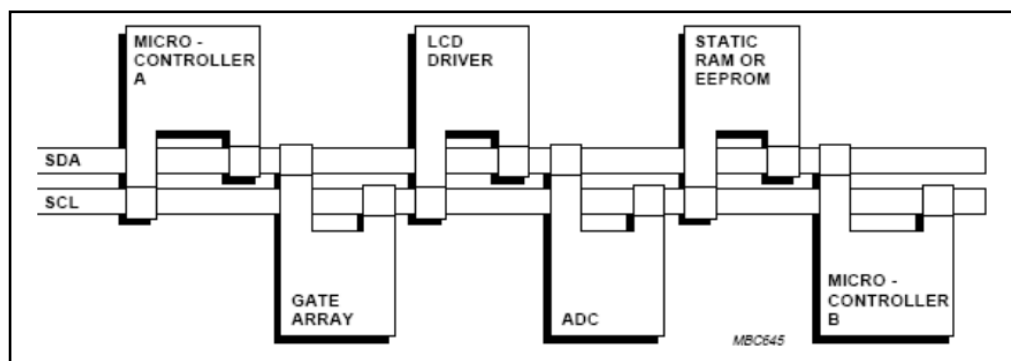 MICRO -
CONTROLLER
A
LCD
DRIVER
STATIC
RAM OR
EEPROM
SDA
SCL
GATE
ARRAY
ADC
MICRO -
CONTROLLER
B
MBC645